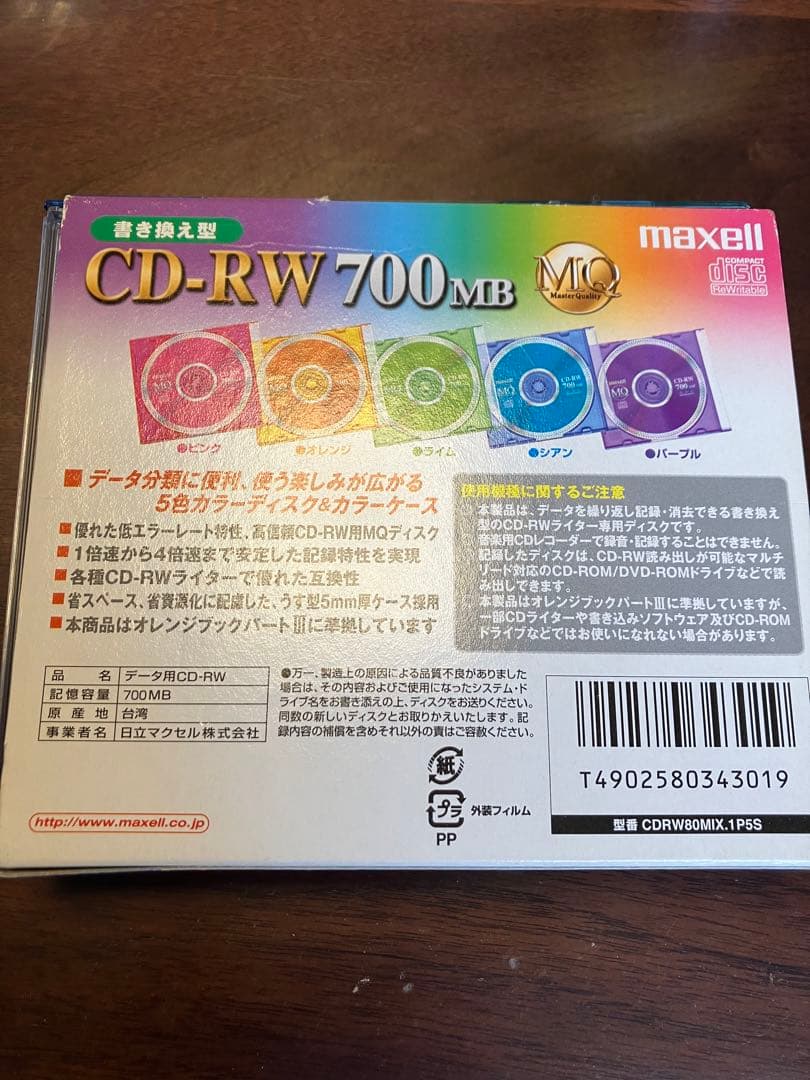 書き換え型
CD-RW 700MB
MQ
MasterQuality
maxell
COMPACT
disc
ReWritable
maxell
CD-RW
700MB
MQ
maxell
CD-RW
700MB
MQ
●ピンク
●オレンジ
●ライム
●シアン
●パープル
■データ分類に便利、使う楽しみが広がる
5色カラーディスク&カラーケース
■優れた低エラーレート特性、高信頼CD-RW用MQディスク
■1倍速から4倍速まで安定した記録特性を実現
■各種CD-RWライターで優れた互換性
■省スペース、省資源化に配慮した、うす型5mm厚ケース採用
■本商品はオレンジブックパートⅢに準拠しています
使用機種に関するご注意
本製品は、データを繰り返し記録・消去できる書き換え
型のCD-RWライター専用ディスクです。
音楽用CDレコーダーで録音・記録することはできません。
記録したディスクは、CD-RW読み出しが可能なマルチ
リード対応のCD-ROM/DVD-ROMドライブなどで読
み出しできます。
本製品はオレンジブックパートⅢに準拠していますが、
一部CDライターや書き込みソフトウェア及びCD-ROM
ドライブなどではお使いになれない場合があります。
品名 データ用CD-RW
記憶容量 700MB
原産地 台湾
事業者名 日立マクセル株式会社
●万一、製造上の原因による品質不良がありました
場合は、その内容およびご使用になったシステム・ド
ライブ名をお書き添えの上、ディスクをお送りください。
同数の新しいディスクとお取りかえいたします。記
録内容の補償を含めそれ以外の責はご容赦ください。
紙
プラ
外装フィルム
PP
http://www.maxell.co.jp
T4902580343019
型番 CDRW80MIX.1P5S